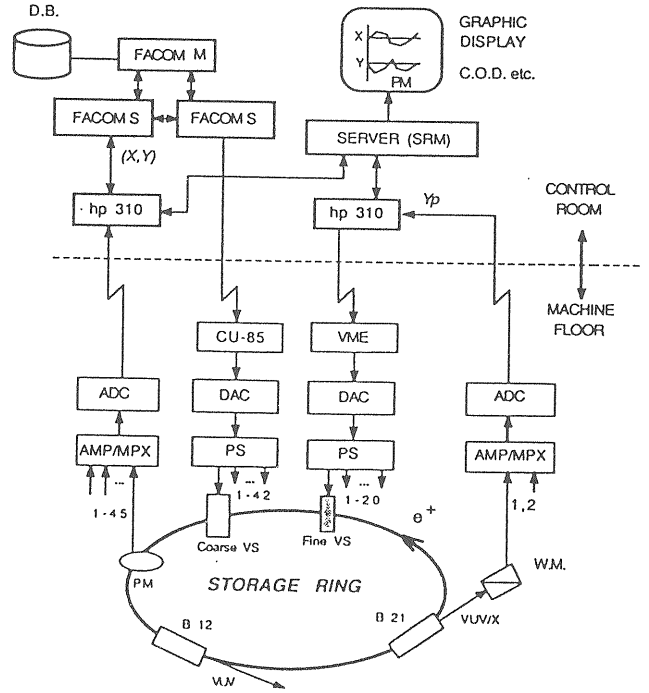 D.B.
FACOM M
FACOM S
FACOM S
(X,Y)
hp 310
X
Y
PM
GRAPHIC
DISPLAY
C.O.D. etc.
SERVER (SRM)
hp 310
Yp
CONTROL
ROOM
MACHINE
FLOOR
CU-85
VME
ADC
DAC
DAC
ADC
AMP/MPX
PS
PS
AMP/MPX
...
1-45
...
1-42
...
1-20
1,2
Coarse VS
Fine VS
e+
PM
STORAGE RING
W.M.
B 12
B 21
VUV/X
VUV